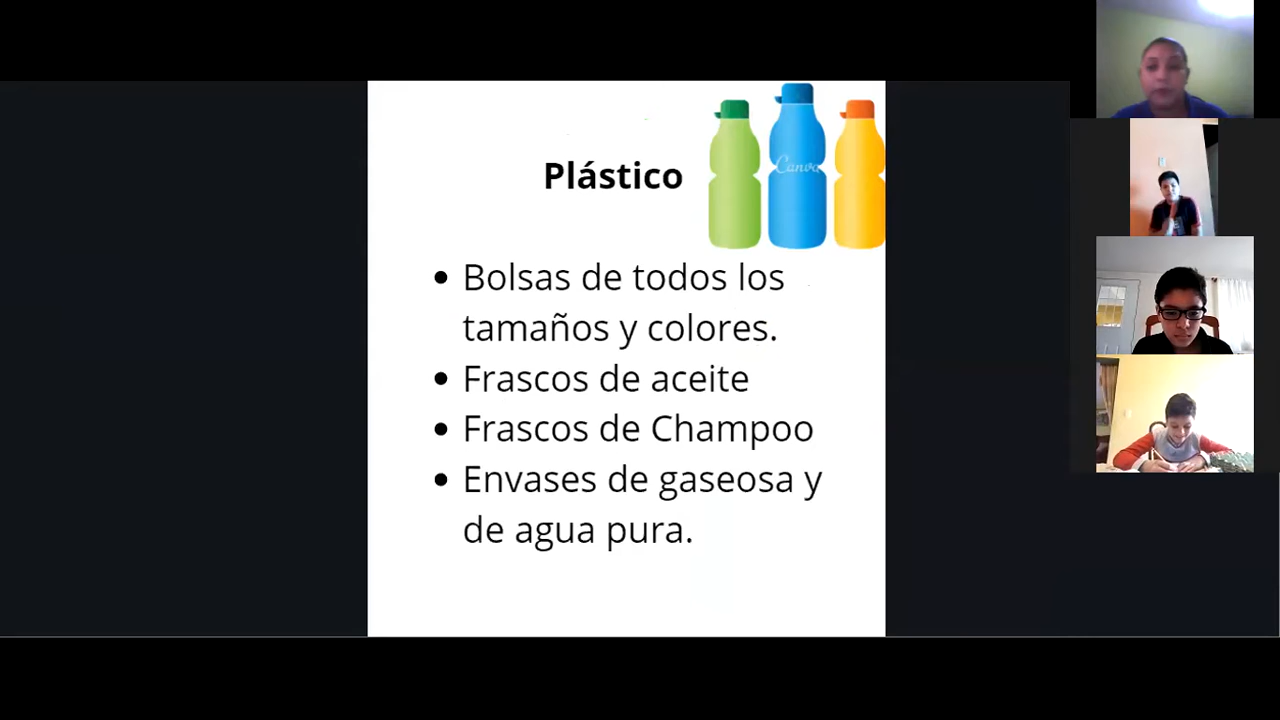 Plástico
Canva
• Bolsas de todos los
tamaños y colores.
• Frascos de aceite
• Frascos de Champoo
• Envases de gaseosa y
de agua pura.